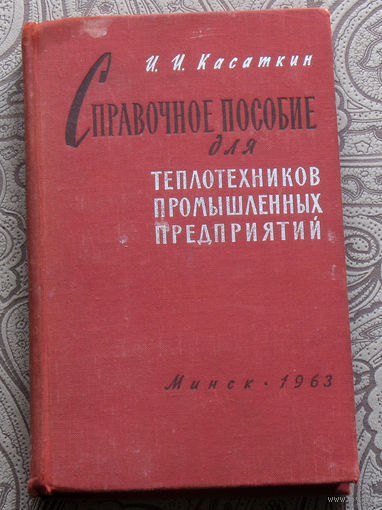 И. И. Касаткин
СПРАВОЧНОЕ ПОСОБИЕ
для
ТЕПЛОТЕХНИКОВ
ПРОМЫШЛЕННЫХ
ПРЕДПРИЯТИЙ
Минск · 1963